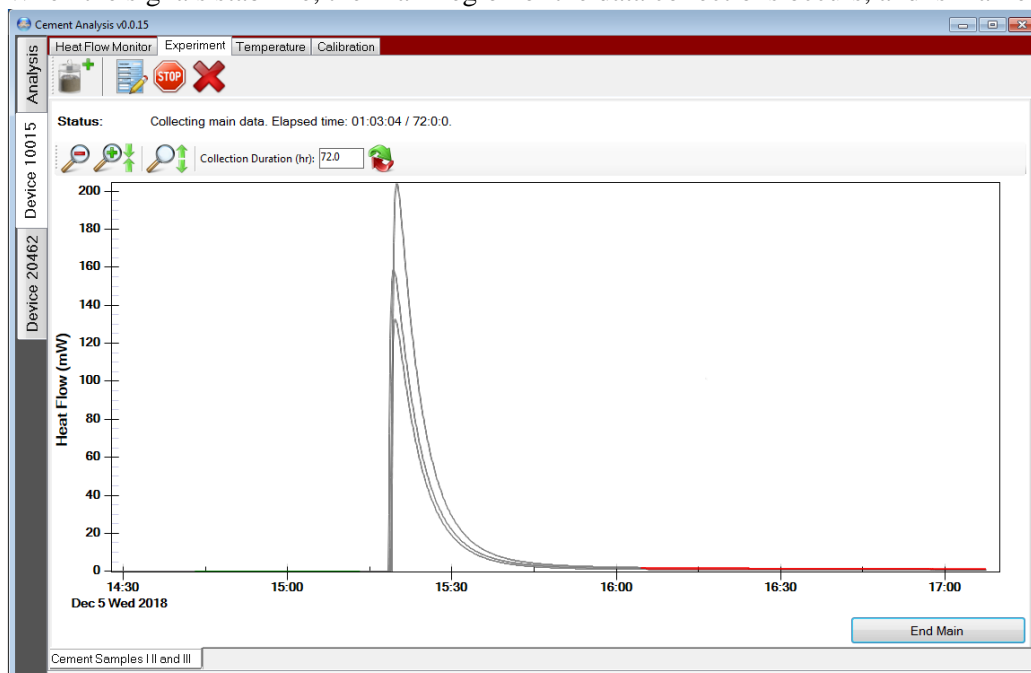 Cement Analysis v0.0.15
Heat Flow Monitor Experiment Temperature Calibration
Analysis
Device 10015
Device 20462
STOP
Status: Collecting main data. Elapsed time: 01:03:04 / 72:0:0.
Collection Duration (hr): 72.0
Heat Flow (mW)
200
180
160
140
120
100
80
60
40
20
0
14:30 15:00 15:30 16:00 16:30 17:00
Dec 5 Wed 2018
End Main
Cement Samples I II and III